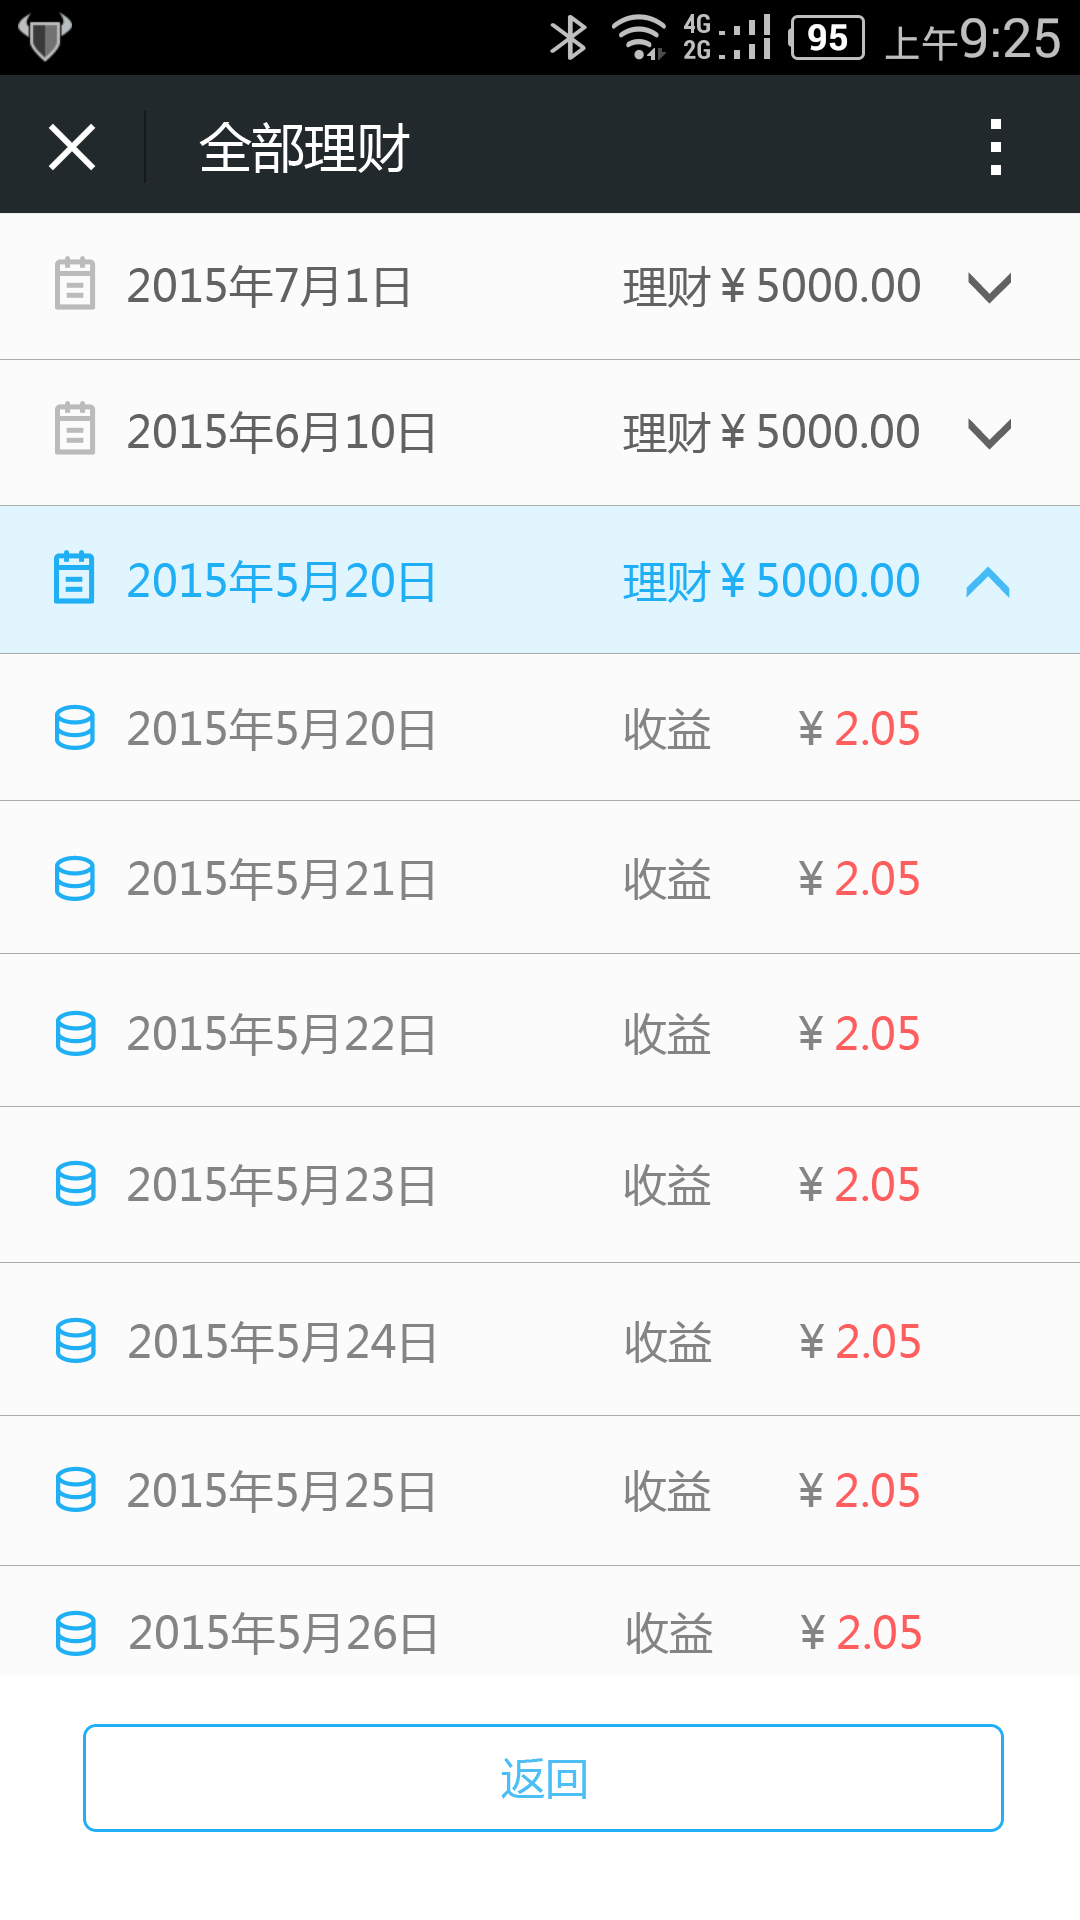 4G
2G
95
上午9:25
全部理财
2015年7月1日 理财 ¥ 5000.00
2015年6月10日 理财 ¥ 5000.00
2015年5月20日 理财 ¥ 5000.00
2015年5月20日 收益 ¥ 2.05
2015年5月21日 收益 ¥ 2.05
2015年5月22日 收益 ¥ 2.05
2015年5月23日 收益 ¥ 2.05
2015年5月24日 收益 ¥ 2.05
2015年5月25日 收益 ¥ 2.05
2015年5月26日 收益 ¥ 2.05
返回